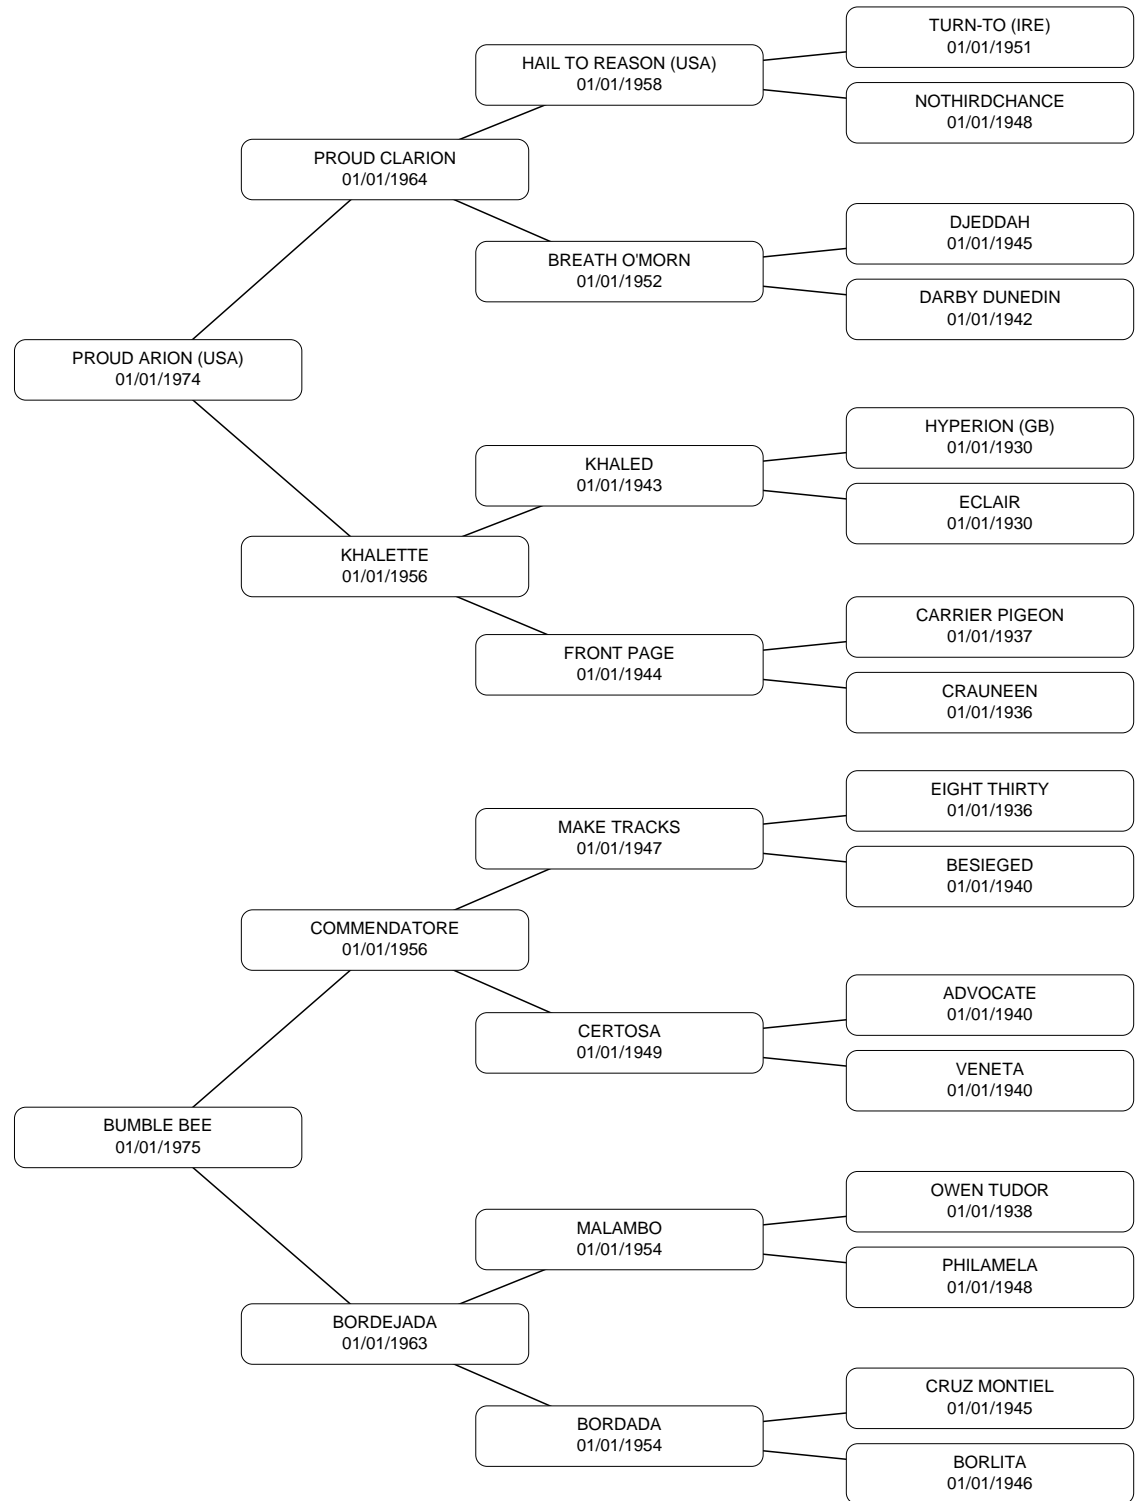 TURN-TO (IRE)
01/01/1951
HAIL TO REASON (USA)
01/01/1958
NOTHIRDCHANCE
01/01/1948
PROUD CLARION
01/01/1964
DJEDDAH
01/01/1945
BREATH O'MORN
01/01/1952
DARBY DUNEDIN
01/01/1942
PROUD ARION (USA)
01/01/1974
HYPERION (GB)
01/01/1930
KHALED
01/01/1943
ECLAIR
01/01/1930
KHALETTE
01/01/1956
CARRIER PIGEON
01/01/1937
FRONT PAGE
01/01/1944
CRAUNEEN
01/01/1936
EIGHT THIRTY
01/01/1936
MAKE TRACKS
01/01/1947
BESIEGED
01/01/1940
COMMENDATORE
01/01/1956
ADVOCATE
01/01/1940
CERTOSA
01/01/1949
VENETA
01/01/1940
BUMBLE BEE
01/01/1975
OWEN TUDOR
01/01/1938
MALAMBO
01/01/1954
PHILAMELA
01/01/1948
BORDEJADA
01/01/1963
CRUZ MONTIEL
01/01/1945
BORDADA
01/01/1954
BORLITA
01/01/1946